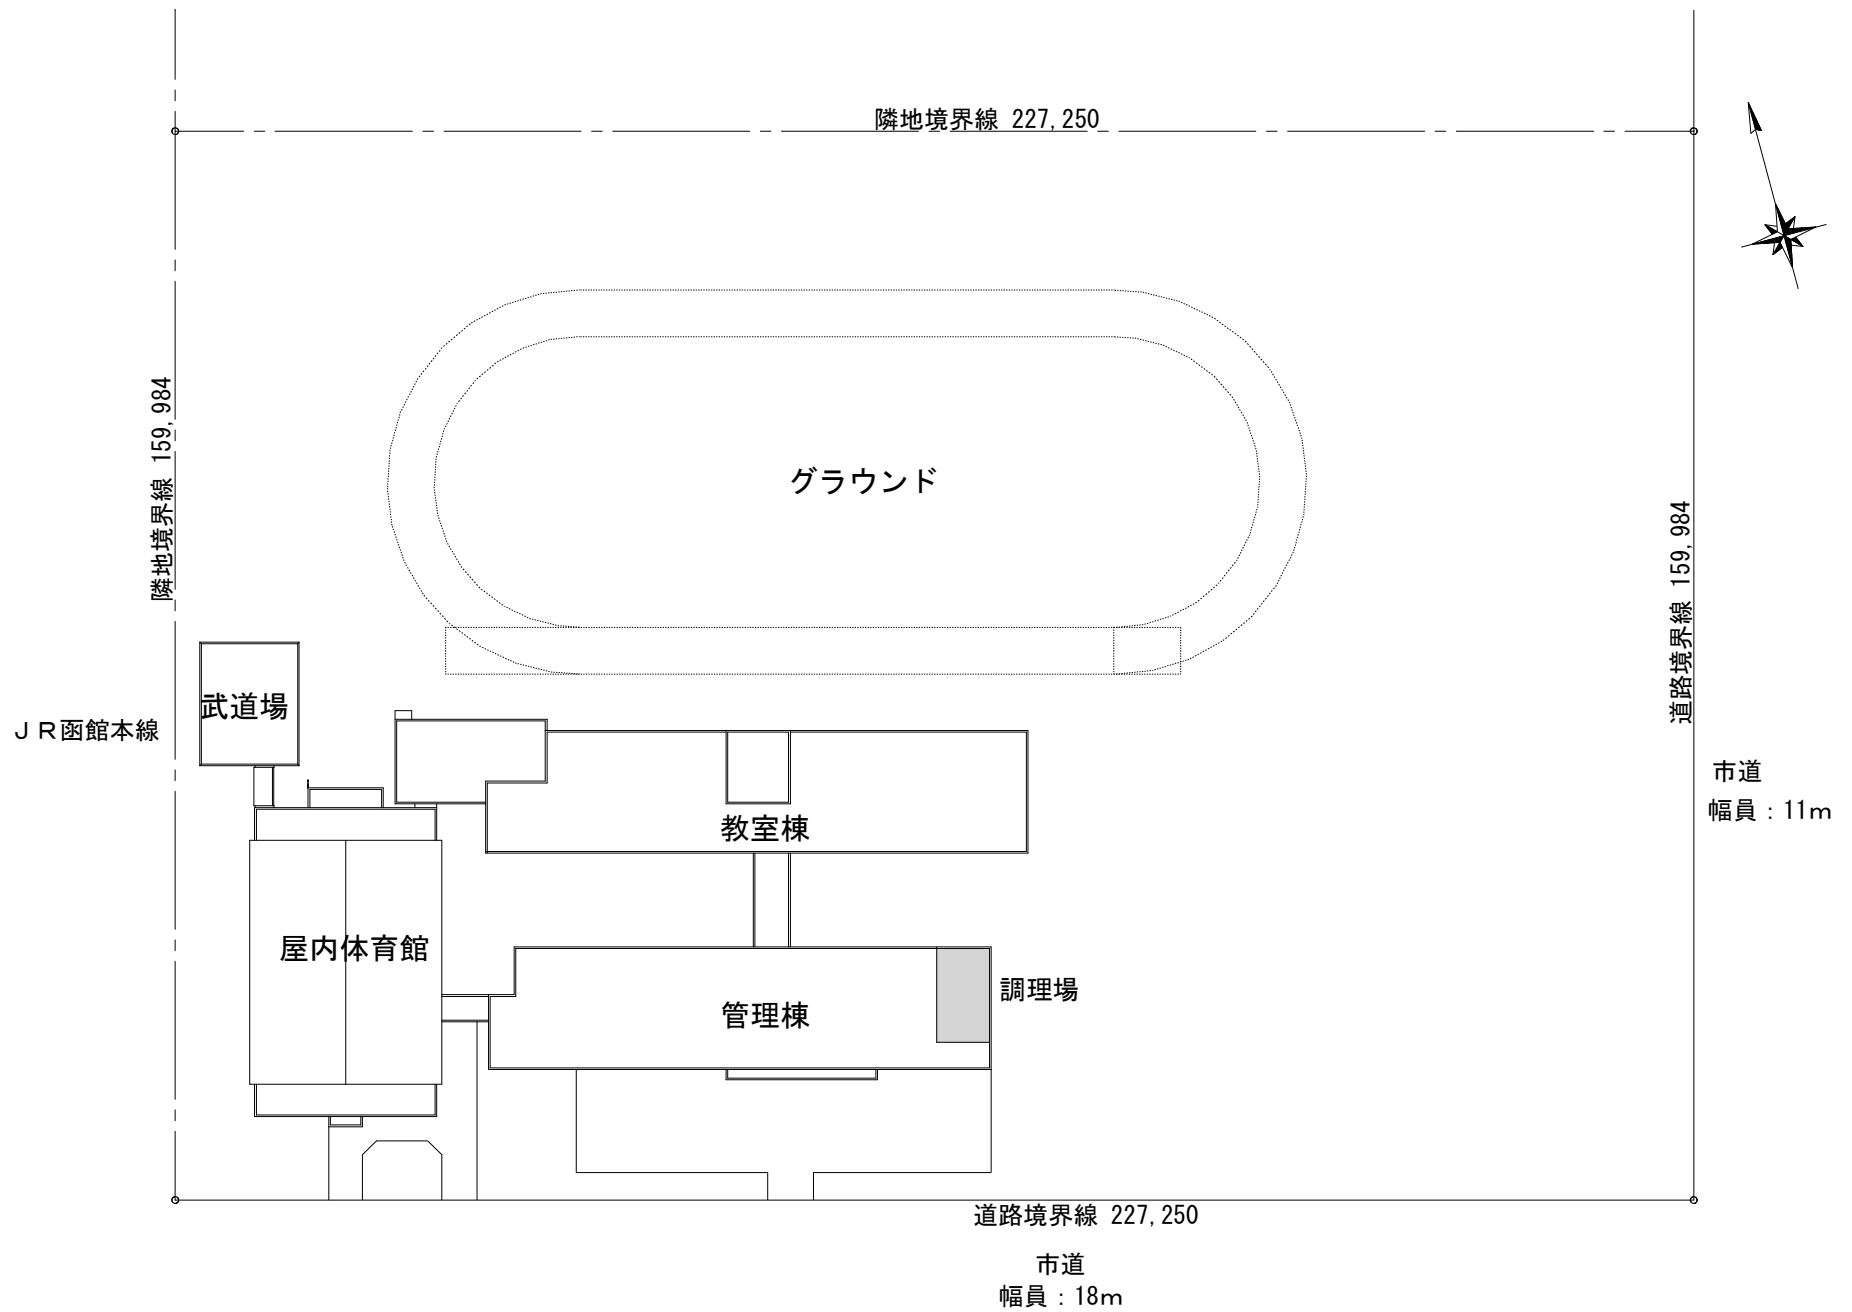 隣地境界線 227,250
隣地境界線 159,984
グラウンド
道路境界線 159,984
武道場
ＪＲ函館本線
市道
幅員：11ｍ
教室棟
屋内体育館
調理場
管理棟
道路境界線 227,250
市道
幅員：18ｍ